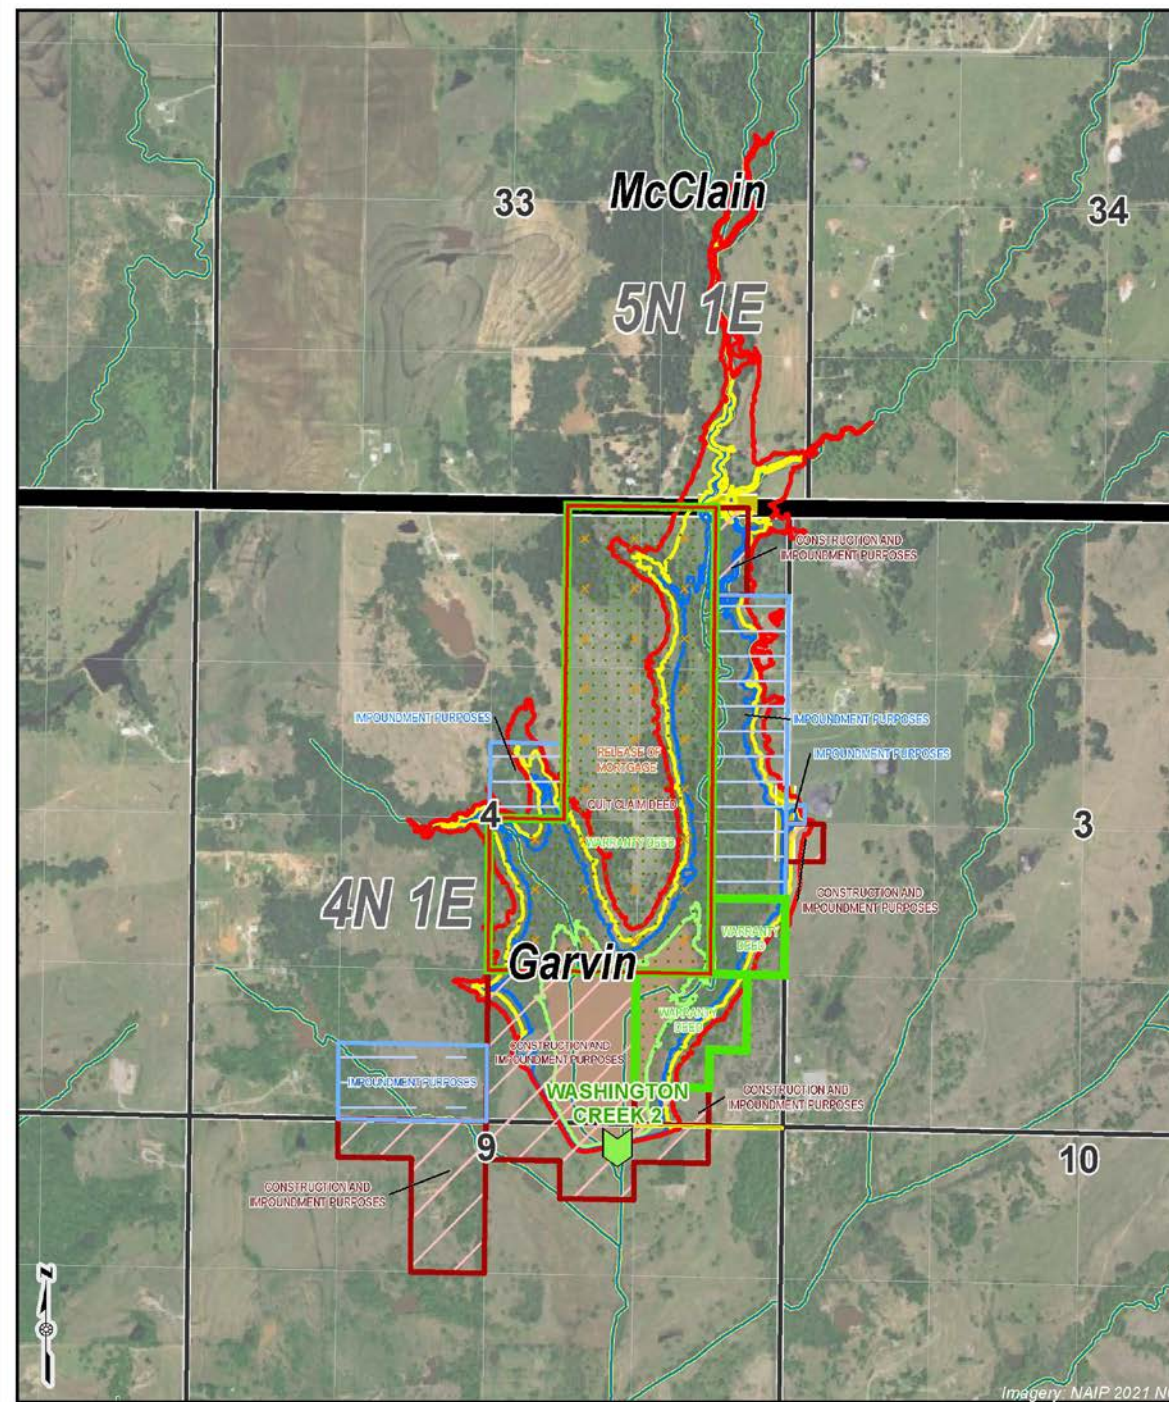 33
McClain
34
5N 1E
CONSTRUCTION AND
IMPOUNDMENT PURPOSES
IMPOUNDMENT PURPOSES
IMPOUNDMENT PURPOSES
IMPOUNDMENT PURPOSES
RELEASE OF
MORTGAGE
QUIT CLAIM DEED
WARRANTY DEED
4
3
4N 1E
CONSTRUCTION AND
IMPOUNDMENT PURPOSES
WARRANTY
DEED
Garvin
WARRANTY
DEED
CONSTRUCTION AND
IMPOUNDMENT PURPOSES
IMPOUNDMENT PURPOSES
WASHINGTON
CREEK 2
CONSTRUCTION AND
IMPOUNDMENT PURPOSES
9
10
CONSTRUCTION AND
IMPOUNDMENT PURPOSES
N
Imagery: NAIP 2021